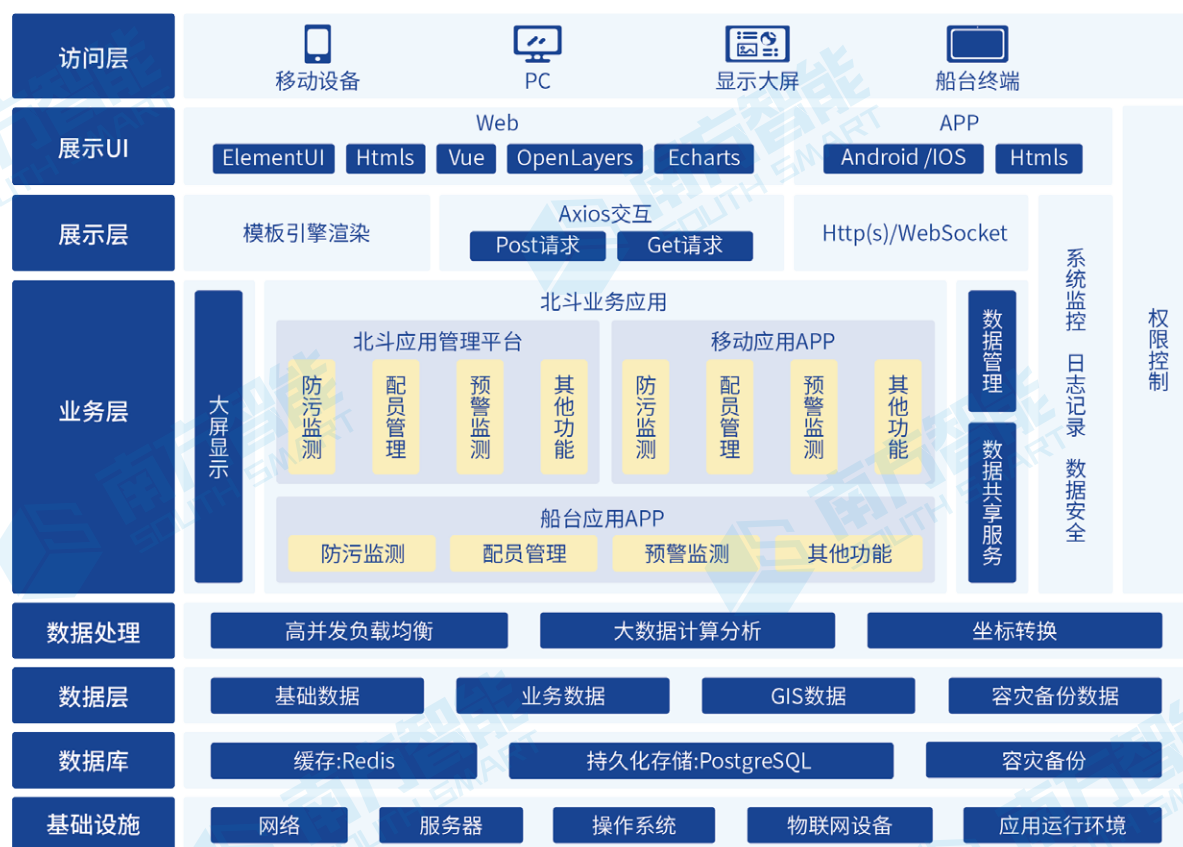 访问层
移动设备
PC
显示大屏
船台终端
展示UI
Web
ElementUI
Htmls
Vue
OpenLayers
Echarts
APP
Android /IOS
Htmls
展示层
模板引擎渲染
Axios交互
Post请求
Get请求
Http(s)/WebSocket
业务层
大屏显示
北斗业务应用
北斗应用管理平台
防污监测
配员管理
预警监测
其他功能
移动应用APP
防污监测
配员管理
预警监测
其他功能
船台应用APP
防污监测
配员管理
预警监测
其他功能
数据管理
数据共享服务
系统监控 日志记录 数据安全
权限控制
数据处理
高并发负载均衡
大数据计算分析
坐标转换
数据层
基础数据
业务数据
GIS数据
容灾备份数据
数据库
缓存:Redis
持久化存储:PostgreSQL
容灾备份
基础设施
网络
服务器
操作系统
物联网设备
应用运行环境
南方智能
SOUTH SMART